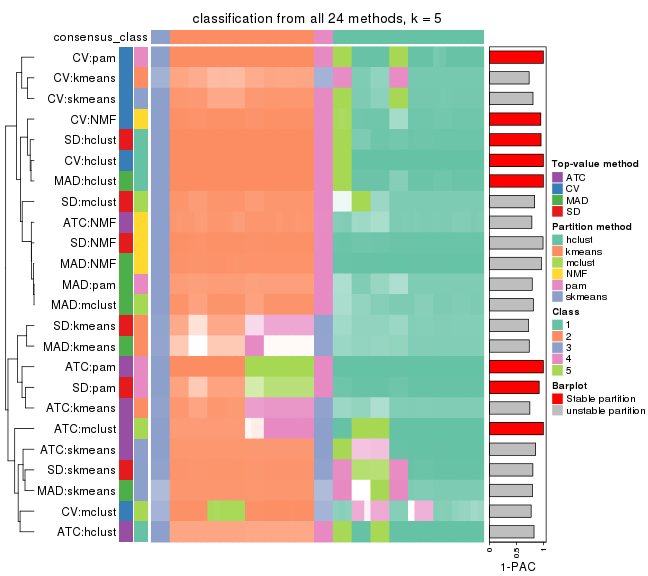 classification from all 24 methods, k = 5
consensus_class
CV:pam
CV:kmeans
CV:skmeans
CV:NMF
SD:hclust
CV:hclust
MAD:hclust
SD:mclust
ATC:NMF
SD:NMF
MAD:NMF
MAD:pam
MAD:mclust
SD:kmeans
MAD:kmeans
ATC:pam
SD:pam
ATC:kmeans
ATC:mclust
ATC:skmeans
SD:skmeans
MAD:skmeans
CV:mclust
ATC:hclust
0
0.5
1
1-PAC
Top-value method
ATC
CV
MAD
SD
Partition method
hclust
kmeans
mclust
NMF
pam
skmeans
Class
1
2
3
4
5
Barplot
Stable partition
unstable partition